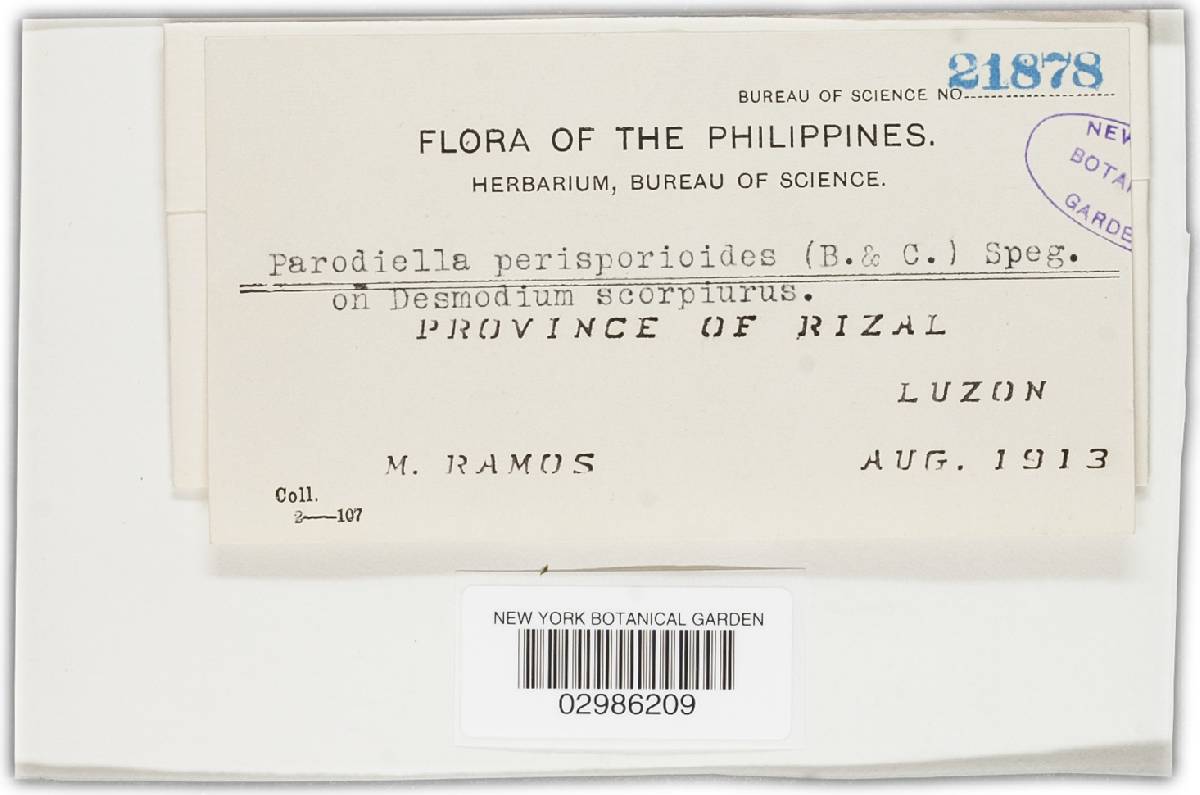 21878
BUREAU OF SCIENCE NO.
FLORA OF THE PHILIPPINES.
HERBARIUM, BUREAU OF SCIENCE.
NEW
BOTA
GARDE
Parodiella perisporioides (B.& C.) Speg.
on Desmodium scorpiurus.
PROVINCE OF RIZAL
LUZON
M. RAMOS AUG. 1913
Coll.
2—107
NEW YORK BOTANICAL GARDEN
02986209